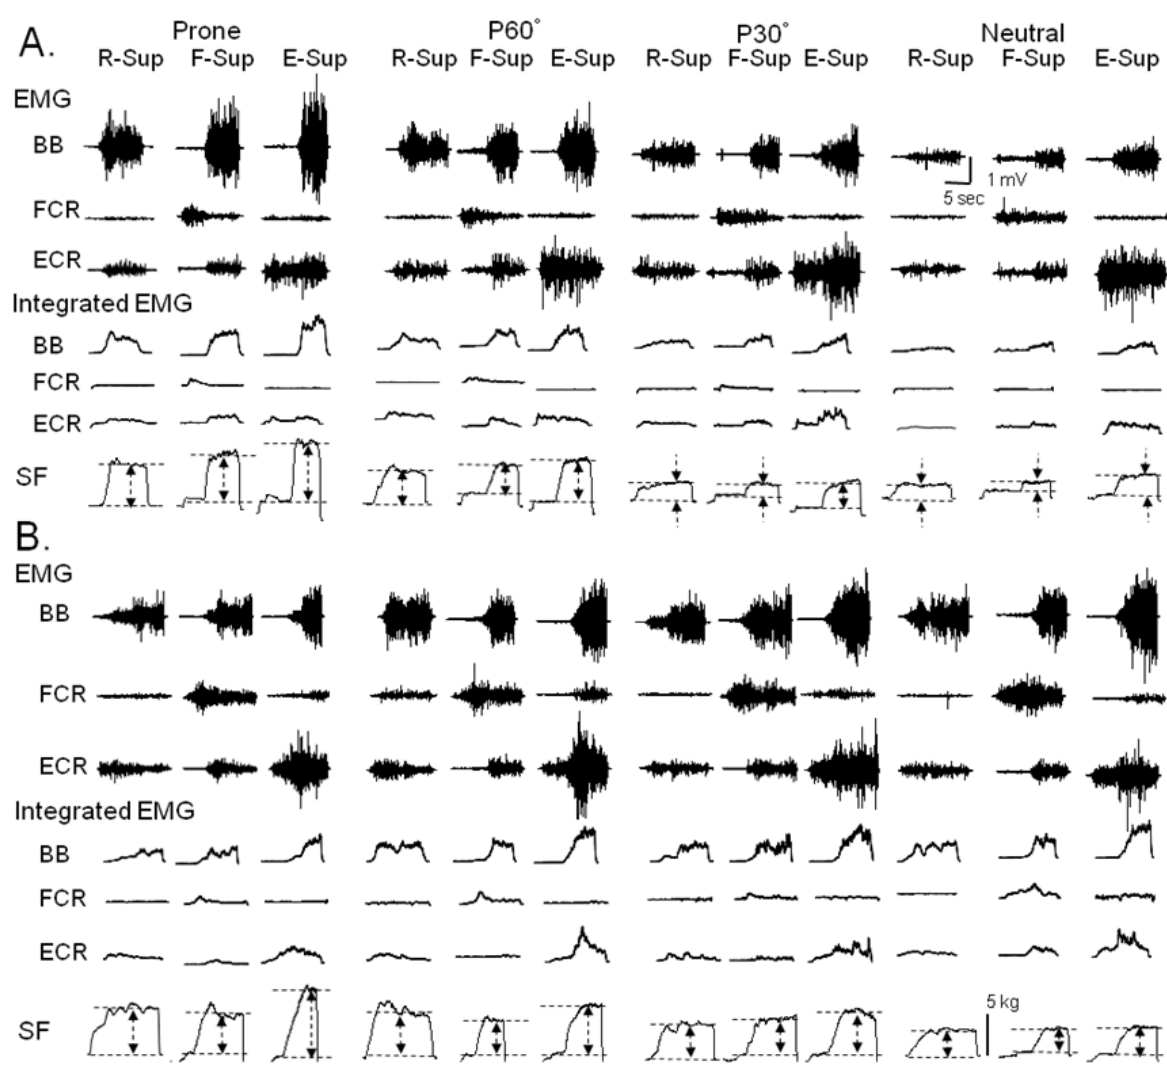 A.
Prone P60° P30° Neutral
R-Sup F-Sup E-Sup R-Sup F-Sup E-Sup R-Sup F-Sup E-Sup R-Sup F-Sup E-Sup
EMG
BB
1 mV
5 sec
FCR
ECR
Integrated EMG
BB
FCR
ECR
SF
B.
EMG
BB
FCR
ECR
Integrated EMG
BB
FCR
ECR
SF
5 kg